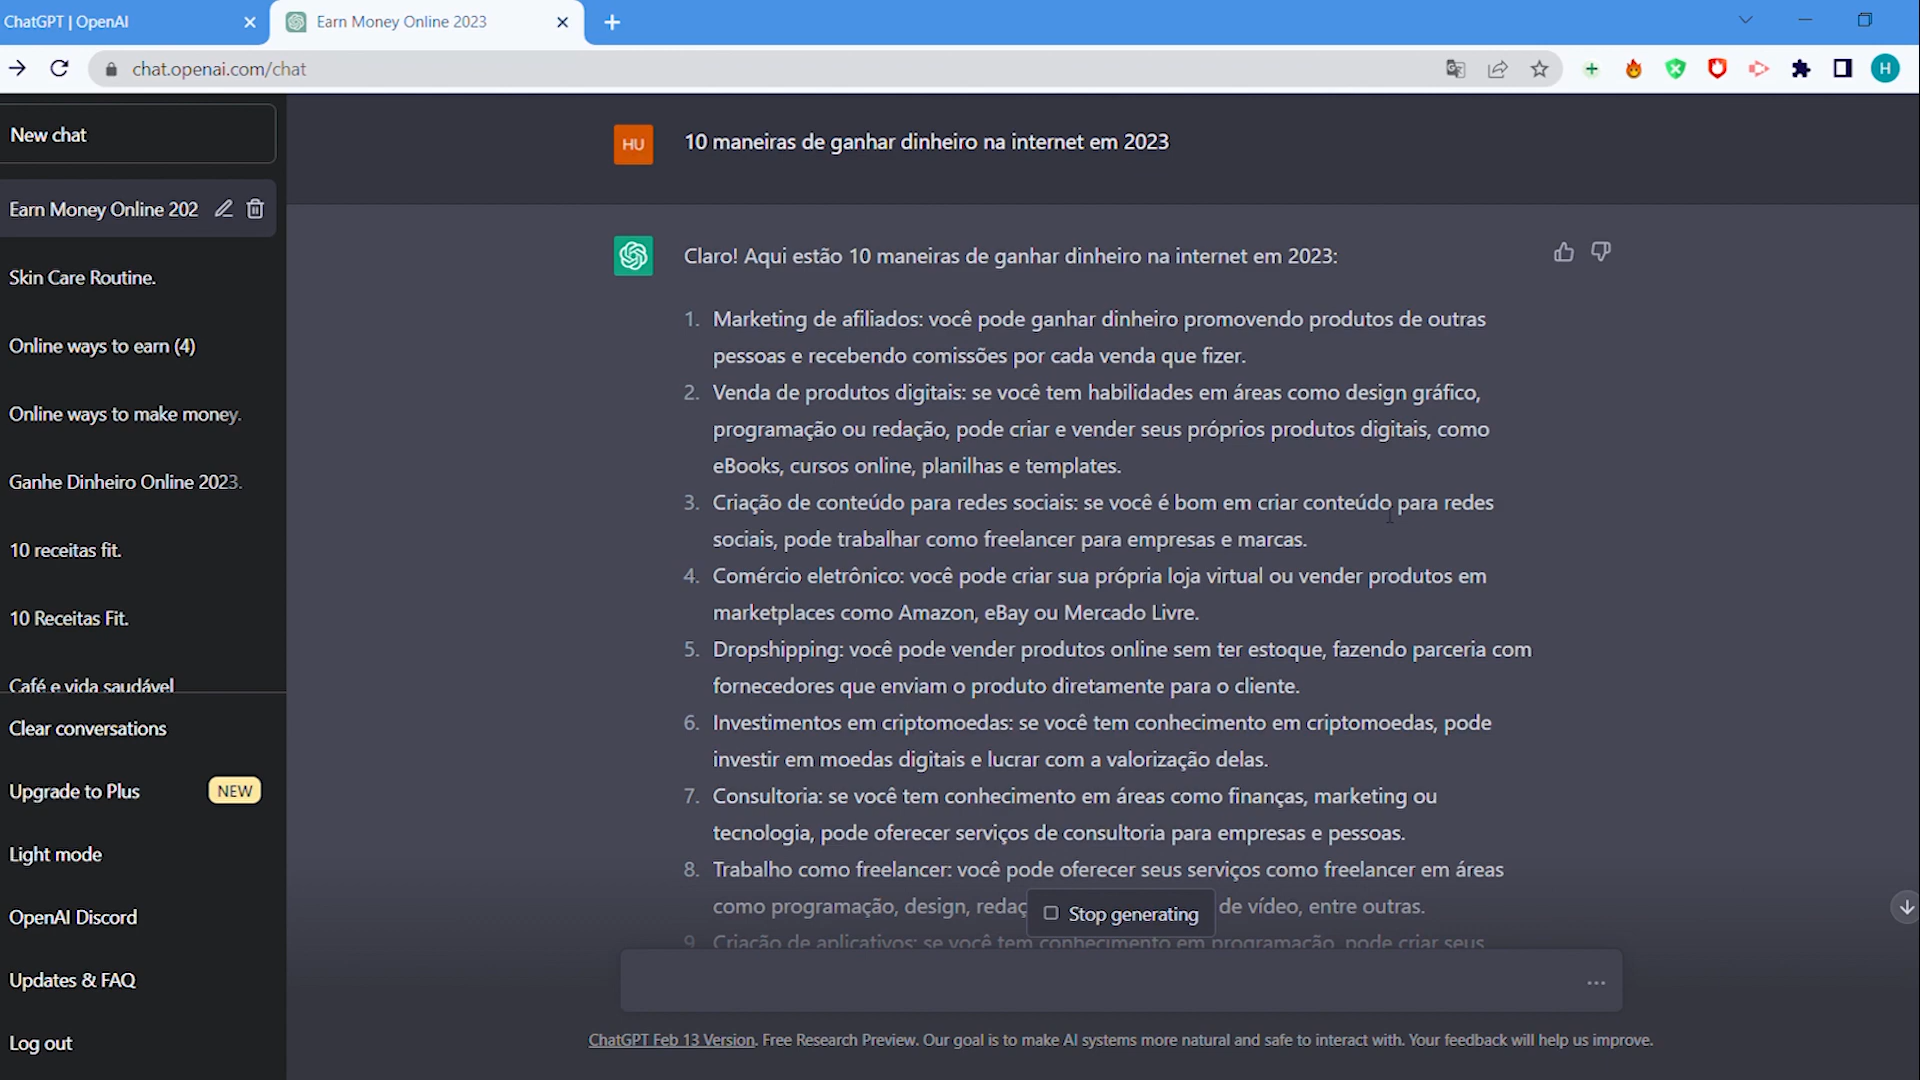 ChatGPT | OpenAI
Earn Money Online 2023
chat.openai.com/chat
H
New chat
Earn Money Online 202
Skin Care Routine.
Online ways to earn (4)
Online ways to make money.
Ganhe Dinheiro Online 2023.
10 receitas fit.
10 Receitas Fit.
Café e vida saudável
Clear conversations
Upgrade to Plus NEW
Light mode
OpenAI Discord
Updates & FAQ
Log out
HU
10 maneiras de ganhar dinheiro na internet em 2023
Claro! Aqui estão 10 maneiras de ganhar dinheiro na internet em 2023:
1. Marketing de afiliados: você pode ganhar dinheiro promovendo produtos de outras
pessoas e recebendo comissões por cada venda que fizer.
2. Venda de produtos digitais: se você tem habilidades em áreas como design gráfico,
programação ou redação, pode criar e vender seus próprios produtos digitais, como
eBooks, cursos online, planilhas e templates.
3. Criação de conteúdo para redes sociais: se você é bom em criar conteúdo para redes
sociais, pode trabalhar como freelancer para empresas e marcas.
4. Comércio eletrônico: você pode criar sua própria loja virtual ou vender produtos em
marketplaces como Amazon, eBay ou Mercado Livre.
5. Dropshipping: você pode vender produtos online sem ter estoque, fazendo parceria com
fornecedores que enviam o produto diretamente para o cliente.
6. Investimentos em criptomoedas: se você tem conhecimento em criptomoedas, pode
investir em moedas digitais e lucrar com a valorização delas.
7. Consultoria: se você tem conhecimento em áreas como finanças, marketing ou
tecnologia, pode oferecer serviços de consultoria para empresas e pessoas.
8. Trabalho como freelancer: você pode oferecer seus serviços como freelancer em áreas
como programação, design, de vídeo, entre outras.
Stop generating
9. Criação de aplicativos: se você tem conhecimento em programação, pode criar seus
ChatGPT Feb 13 Version. Free Research Preview. Our goal is to make AI systems more natural and safe to interact with. Your feedback will help us improve.